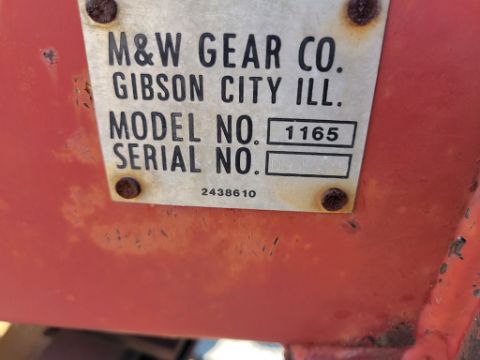 M&W GEAR CO.
GIBSON CITY ILL.
MODEL NO. 1165
SERIAL NO.
2438610